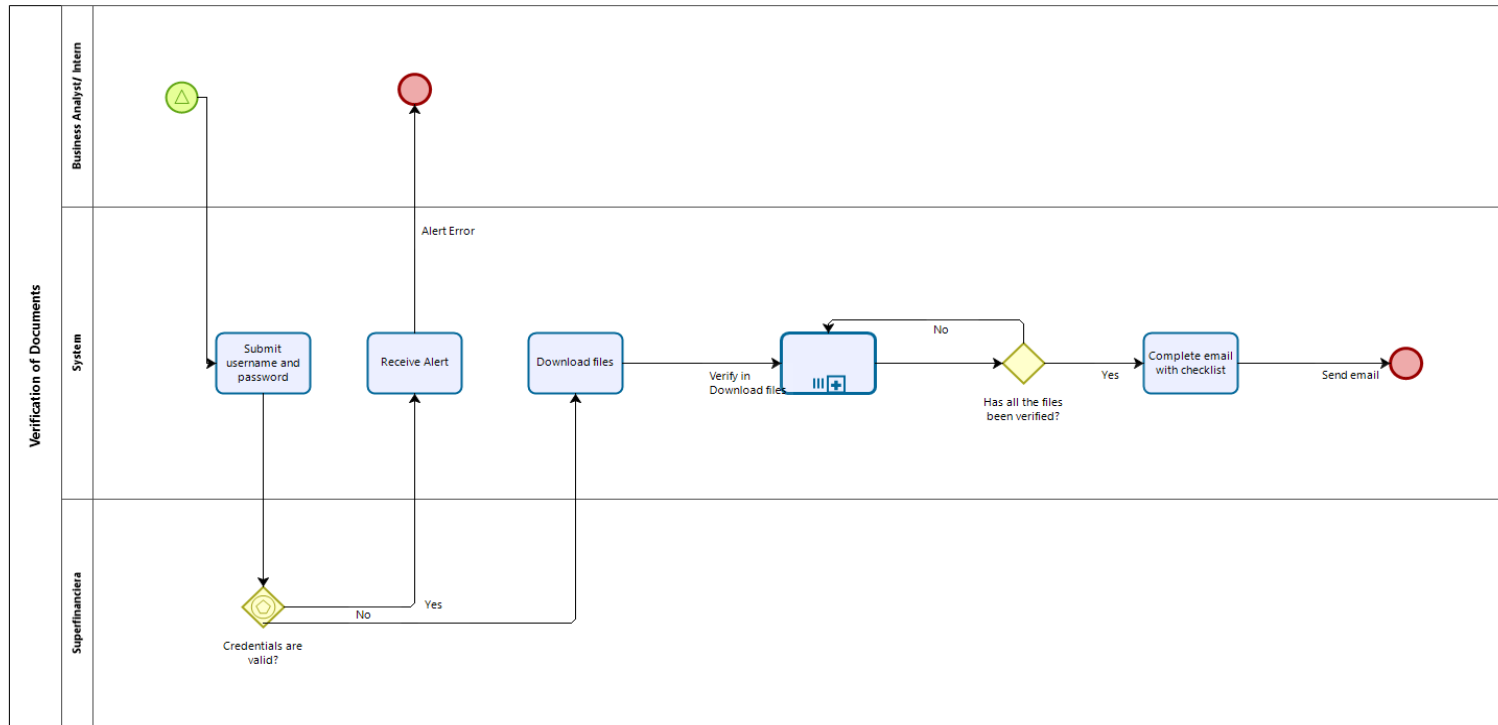 Verification of Documents
Business Analyst/ Intern
System
Superfinanciera
Alert Error
Submit
username and
password
Receive Alert
Download files
Verify in
Download files
No
Has all the files
been verified?
Yes
Complete email
with checklist
Send email
No
Yes
Credentials are
valid?